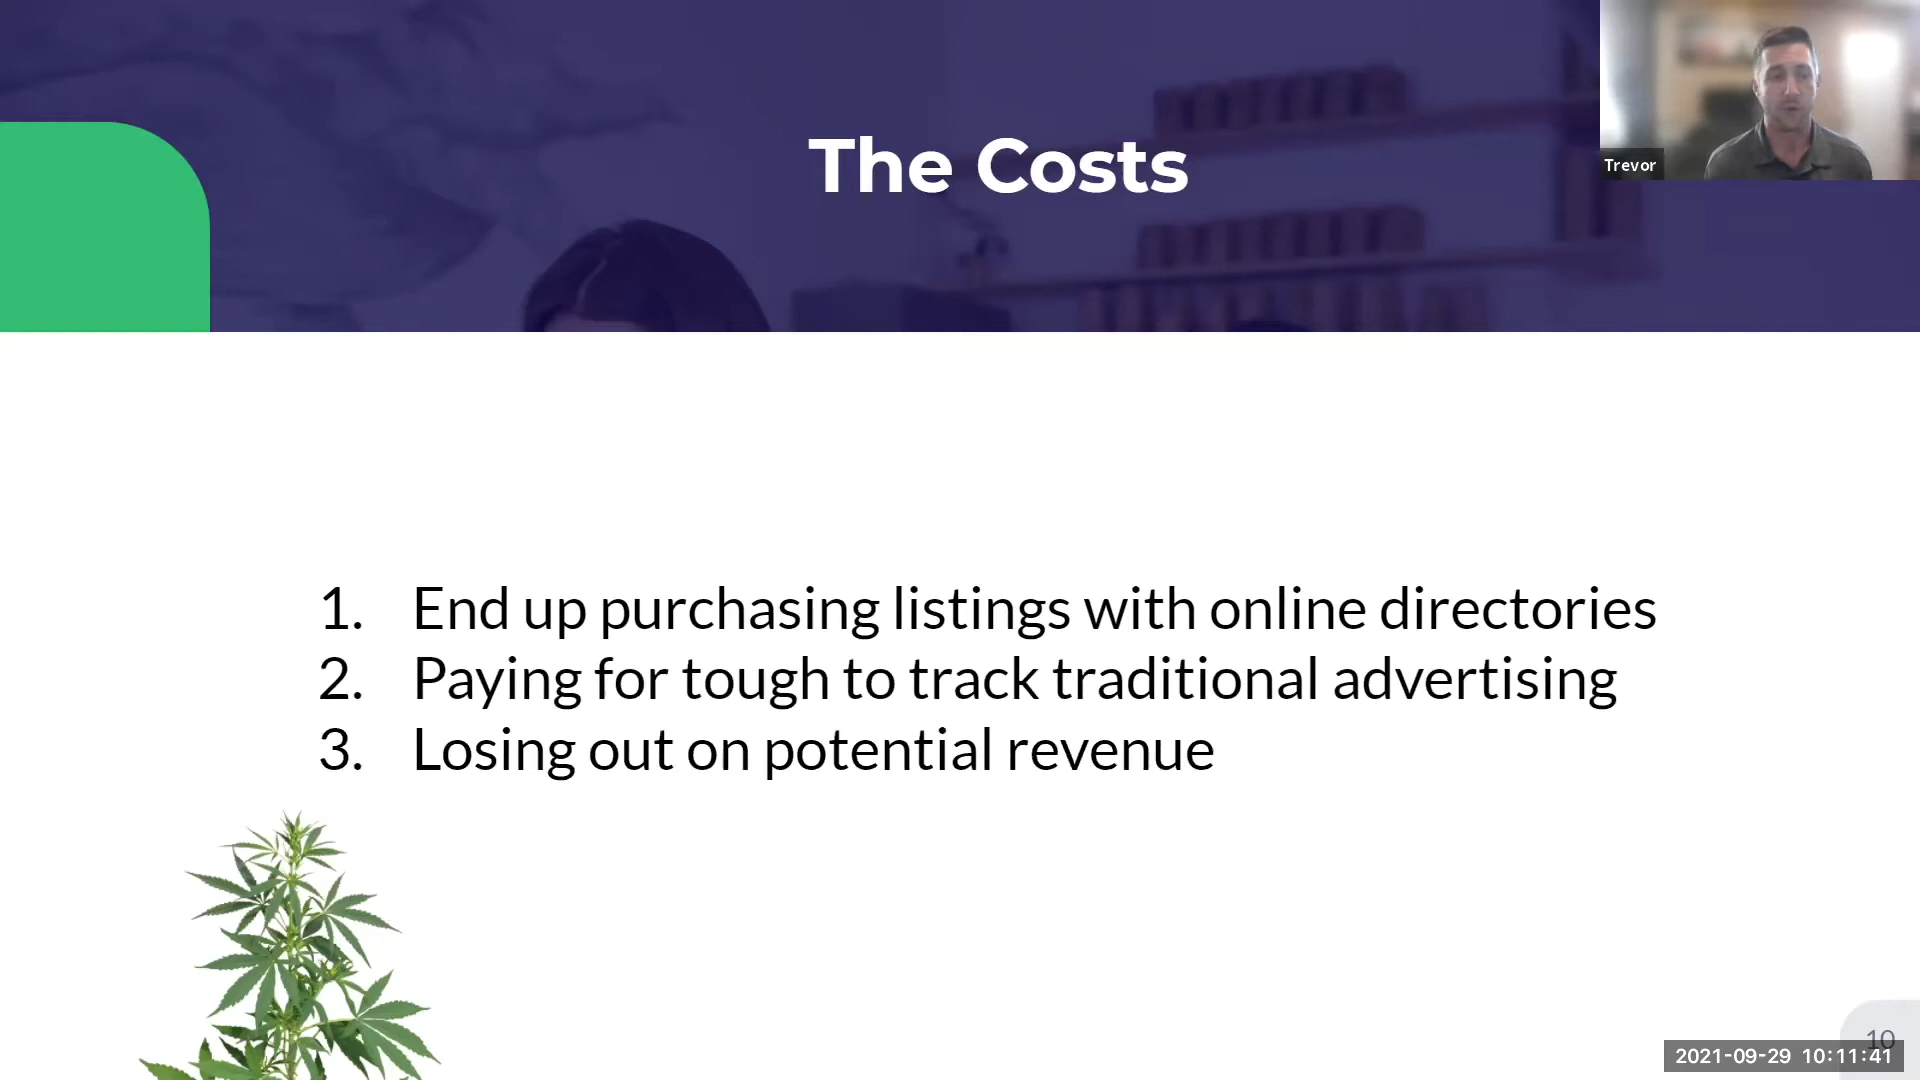 The Costs
Trevor
1. End up purchasing listings with online directories
2. Paying for tough to track traditional advertising
3. Losing out on potential revenue
10
2021-09-29 10:11:41